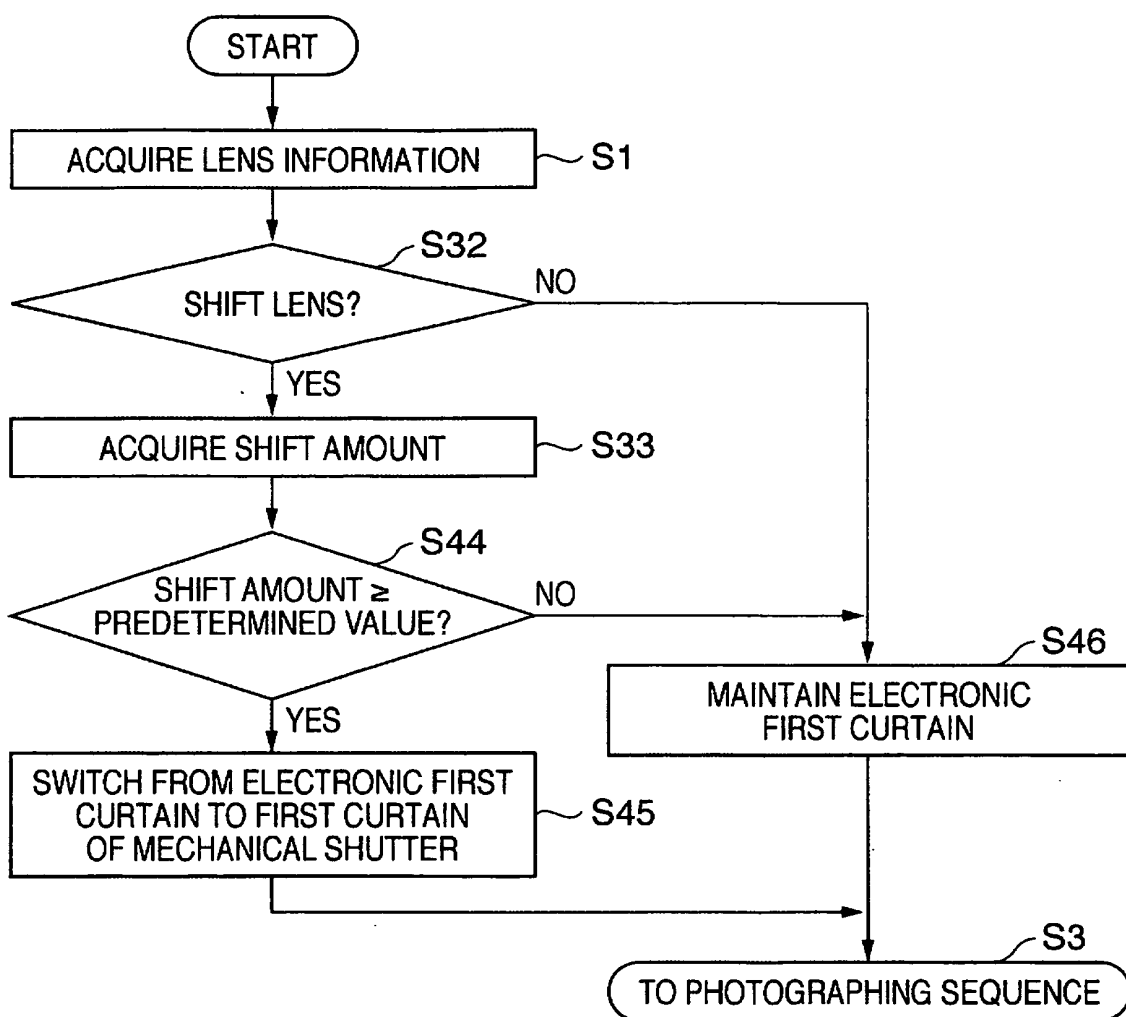 START
ACQUIRE LENS INFORMATION
S1
S32
SHIFT LENS?
NO
YES
ACQUIRE SHIFT AMOUNT
S33
S44
SHIFT AMOUNT ≥
PREDETERMINED VALUE?
NO
YES
S46
MAINTAIN ELECTRONIC
FIRST CURTAIN
SWITCH FROM ELECTRONIC FIRST
CURTAIN TO FIRST CURTAIN
OF MECHANICAL SHUTTER
S45
S3
TO PHOTOGRAPHING SEQUENCE